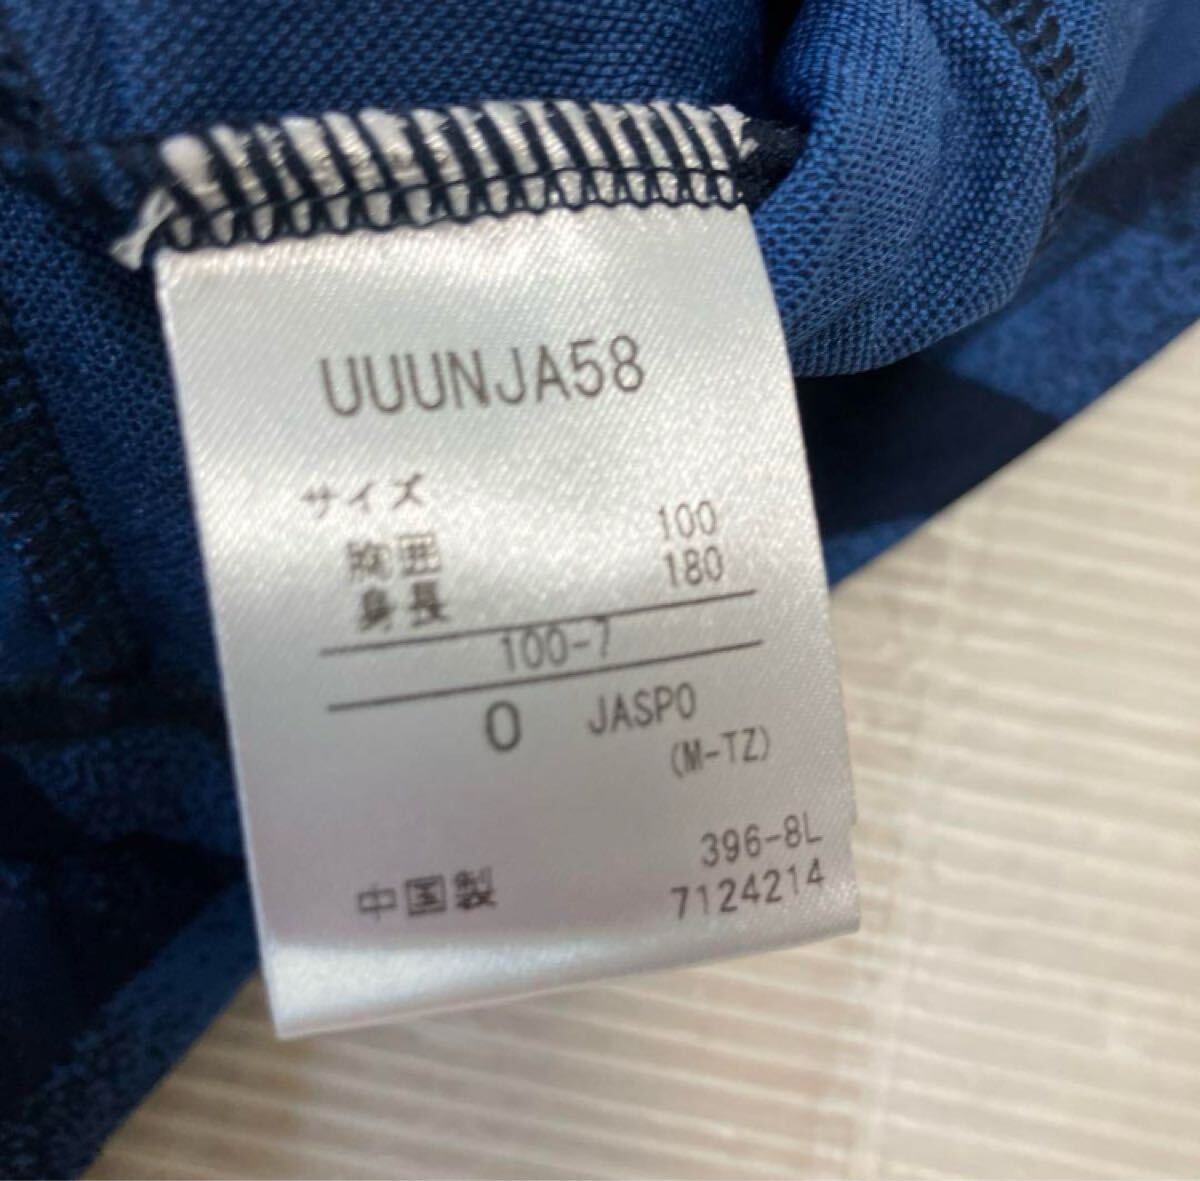 UUUNJA58
サイズ
胸囲 100
身長 180
100-7
O JASPO
(M-TZ)
396-8L
中国製 7124214